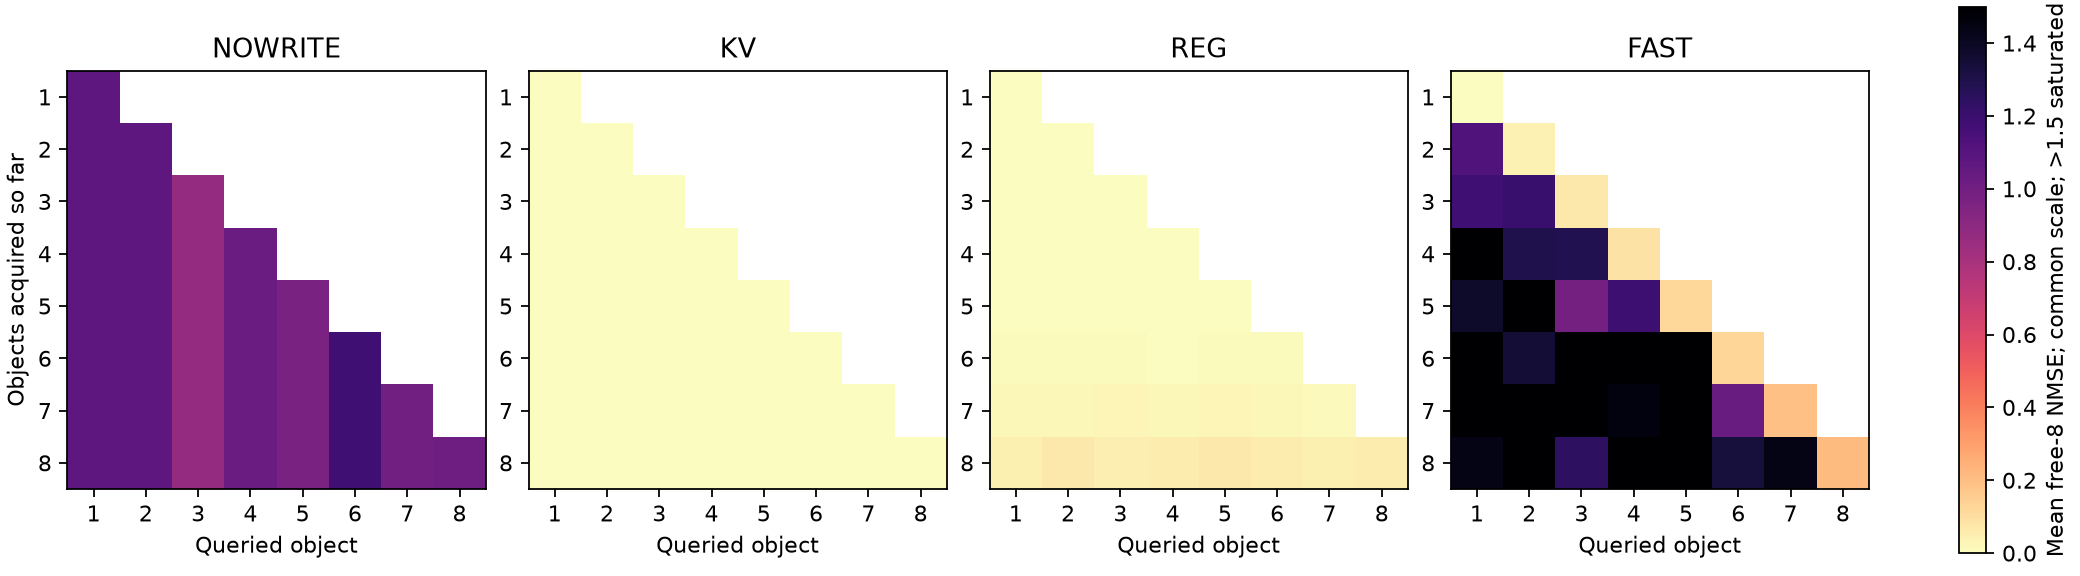 NOWRITE
KV
REG
FAST
Objects acquired so far
1
2
3
4
5
6
7
8
1 2 3 4 5 6 7 8
Queried object
1
2
3
4
5
6
7
8
1 2 3 4 5 6 7 8
Queried object
1
2
3
4
5
6
7
8
1 2 3 4 5 6 7 8
Queried object
1
2
3
4
5
6
7
8
1 2 3 4 5 6 7 8
Queried object
1.4
1.2
1.0
0.8
0.6
0.4
0.2
0.0
Mean free-8 NMSE; common scale; >1.5 saturated